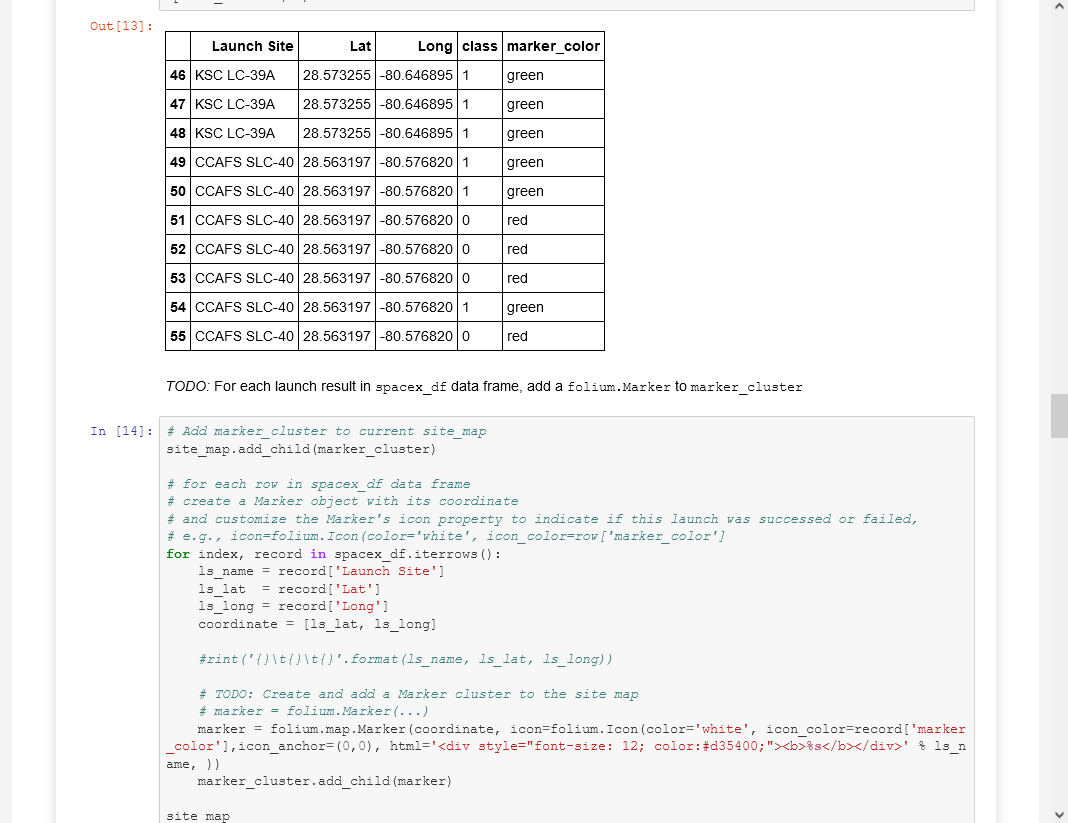 Out[13]:
Launch Site Lat Long class marker_color
46 KSC LC-39A 28.573255 -80.646895 1 green
47 KSC LC-39A 28.573255 -80.646895 1 green
48 KSC LC-39A 28.573255 -80.646895 1 green
49 CCAFS SLC-40 28.563197 -80.576820 1 green
50 CCAFS SLC-40 28.563197 -80.576820 1 green
51 CCAFS SLC-40 28.563197 -80.576820 0 red
52 CCAFS SLC-40 28.563197 -80.576820 0 red
53 CCAFS SLC-40 28.563197 -80.576820 0 red
54 CCAFS SLC-40 28.563197 -80.576820 1 green
55 CCAFS SLC-40 28.563197 -80.576820 0 red
TODO: For each launch result in spacex_df data frame, add a folium.Marker to marker_cluster
In [14]: # Add marker_cluster to current site_map
site_map.add_child(marker_cluster)
# for each row in spacex_df data frame
# create a Marker object with its coordinate
# and customize the Marker's icon property to indicate if this launch was successed or failed,
# e.g., icon=folium.Icon(color='white', icon_color=row['marker_color']
for index, record in spacex_df.iterrows():
    ls_name = record['Launch Site']
    ls_lat  = record['Lat']
    ls_long = record['Long']
    coordinate = [ls_lat, ls_long]
    #rint('{}\t{}\t{}'.format(ls_name, ls_lat, ls_long))
    # TODO: Create and add a Marker cluster to the site map
    # marker = folium.Marker(...)
    marker = folium.map.Marker(coordinate, icon=folium.Icon(color='white', icon_color=record['marker
_color'],icon_anchor=(0,0), html='<div style="font-size: 12; color:#d35400;"><b>%s</b></div>' % ls_n
ame, ))
    marker_cluster.add_child(marker)
site_map